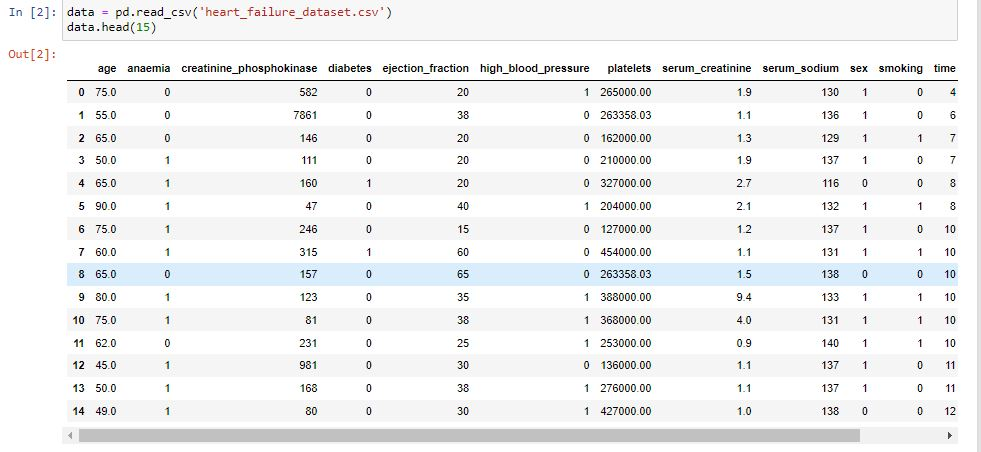 In [2]: data = pd.read_csv('heart_failure_dataset.csv')
data.head(15)
Out[2]:
age anaemia creatinine_phosphokinase diabetes ejection_fraction high_blood_pressure platelets serum_creatinine serum_sodium sex smoking time
0 75.0 0 582 0 20 1 265000.00 1.9 130 1 0 4
1 55.0 0 7861 0 38 0 263358.03 1.1 136 1 0 6
2 65.0 0 146 0 20 0 162000.00 1.3 129 1 1 7
3 50.0 1 111 0 20 0 210000.00 1.9 137 1 0 7
4 65.0 1 160 1 20 0 327000.00 2.7 116 0 0 8
5 90.0 1 47 0 40 1 204000.00 2.1 132 1 1 8
6 75.0 1 246 0 15 0 127000.00 1.2 137 1 0 10
7 60.0 1 315 1 60 0 454000.00 1.1 131 1 1 10
8 65.0 0 157 0 65 0 263358.03 1.5 138 0 0 10
9 80.0 1 123 0 35 1 388000.00 9.4 133 1 1 10
10 75.0 1 81 0 38 1 368000.00 4.0 131 1 1 10
11 62.0 0 231 0 25 1 253000.00 0.9 140 1 1 10
12 45.0 1 981 0 30 0 136000.00 1.1 137 1 0 11
13 50.0 1 168 0 38 1 276000.00 1.1 137 1 0 11
14 49.0 1 80 0 30 1 427000.00 1.0 138 0 0 12